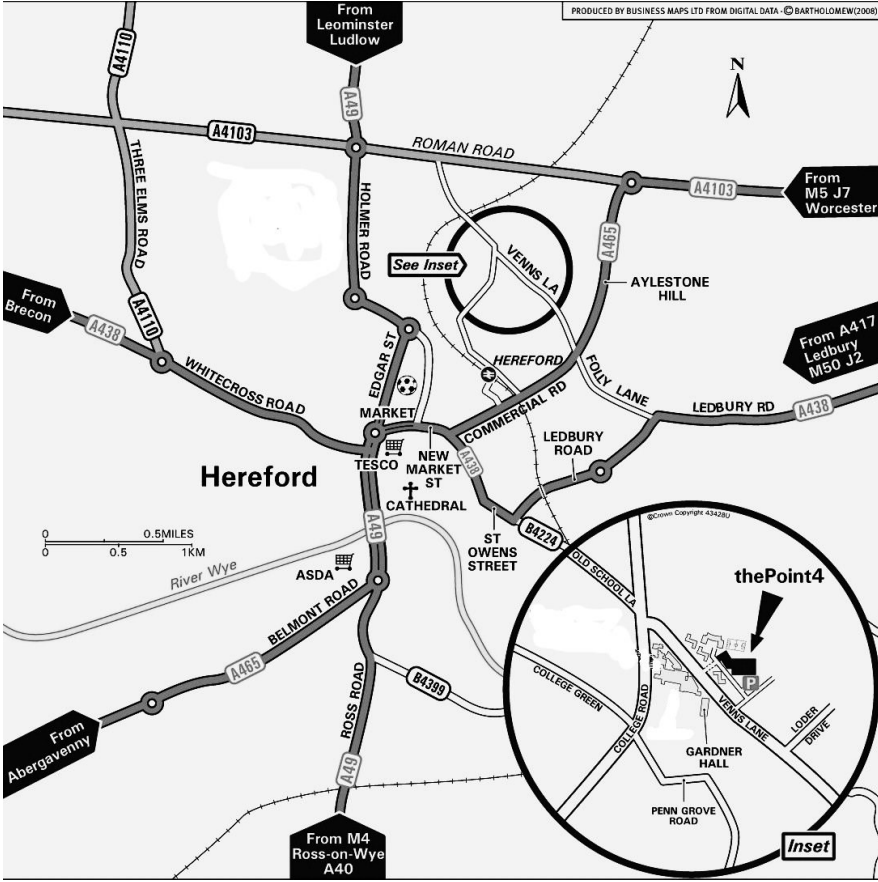 PRODUCED BY BUSINESS MAPS LTD FROM DIGITAL DATA - © BARTHOLOMEW(2008)
From
Leominster
Ludlow
N
A4110
A49
A4103
ROMAN ROAD
A4103
From
M5 J7
Worcester
THREE ELMS ROAD
HOLMER ROAD
A465
See Inset
VENNS LA
AYLESTONE
HILL
From
Brecon
A438
A4110
WHITECROSS ROAD
EDGAR ST
HEREFORD
FOLLY LANE
From A417
Ledbury
M50 J2
MARKET
COMMERCIAL RD
LEDBURY RD
A438
TESCO
NEW
MARKET
ST
A438
LEDBURY
ROAD
Hereford
CATHEDRAL
ST
OWENS
STREET
B4224
A49
0
0.5MILES
0
0.5
1KM
River Wye
ASDA
BELMONT ROAD
A465
From
Abergavenny
ROSS ROAD
B4399
A49
From M4
Ross-on-Wye
A40
©Crown Copyright 43428U
OLD SCHOOL LA
thePoint4
P
COLLEGE GREEN
COLLEGE ROAD
VENNS LANE
LODER
DRIVE
GARDNER
HALL
PENN GROVE
ROAD
Inset